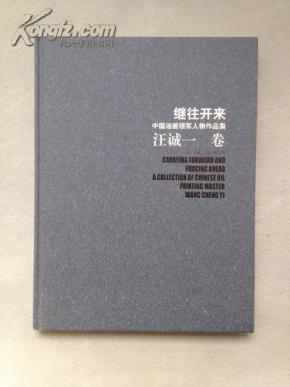 kongfz.com
孔夫子旧书网
继往开来
中国油画领军人物作品集
汪诚一 卷
CARRYING FORWARD AND
FORGING AHEAD
A COLLECTION OF CHINESE OIL
PAINTING MASTER
WANG CHENG YI